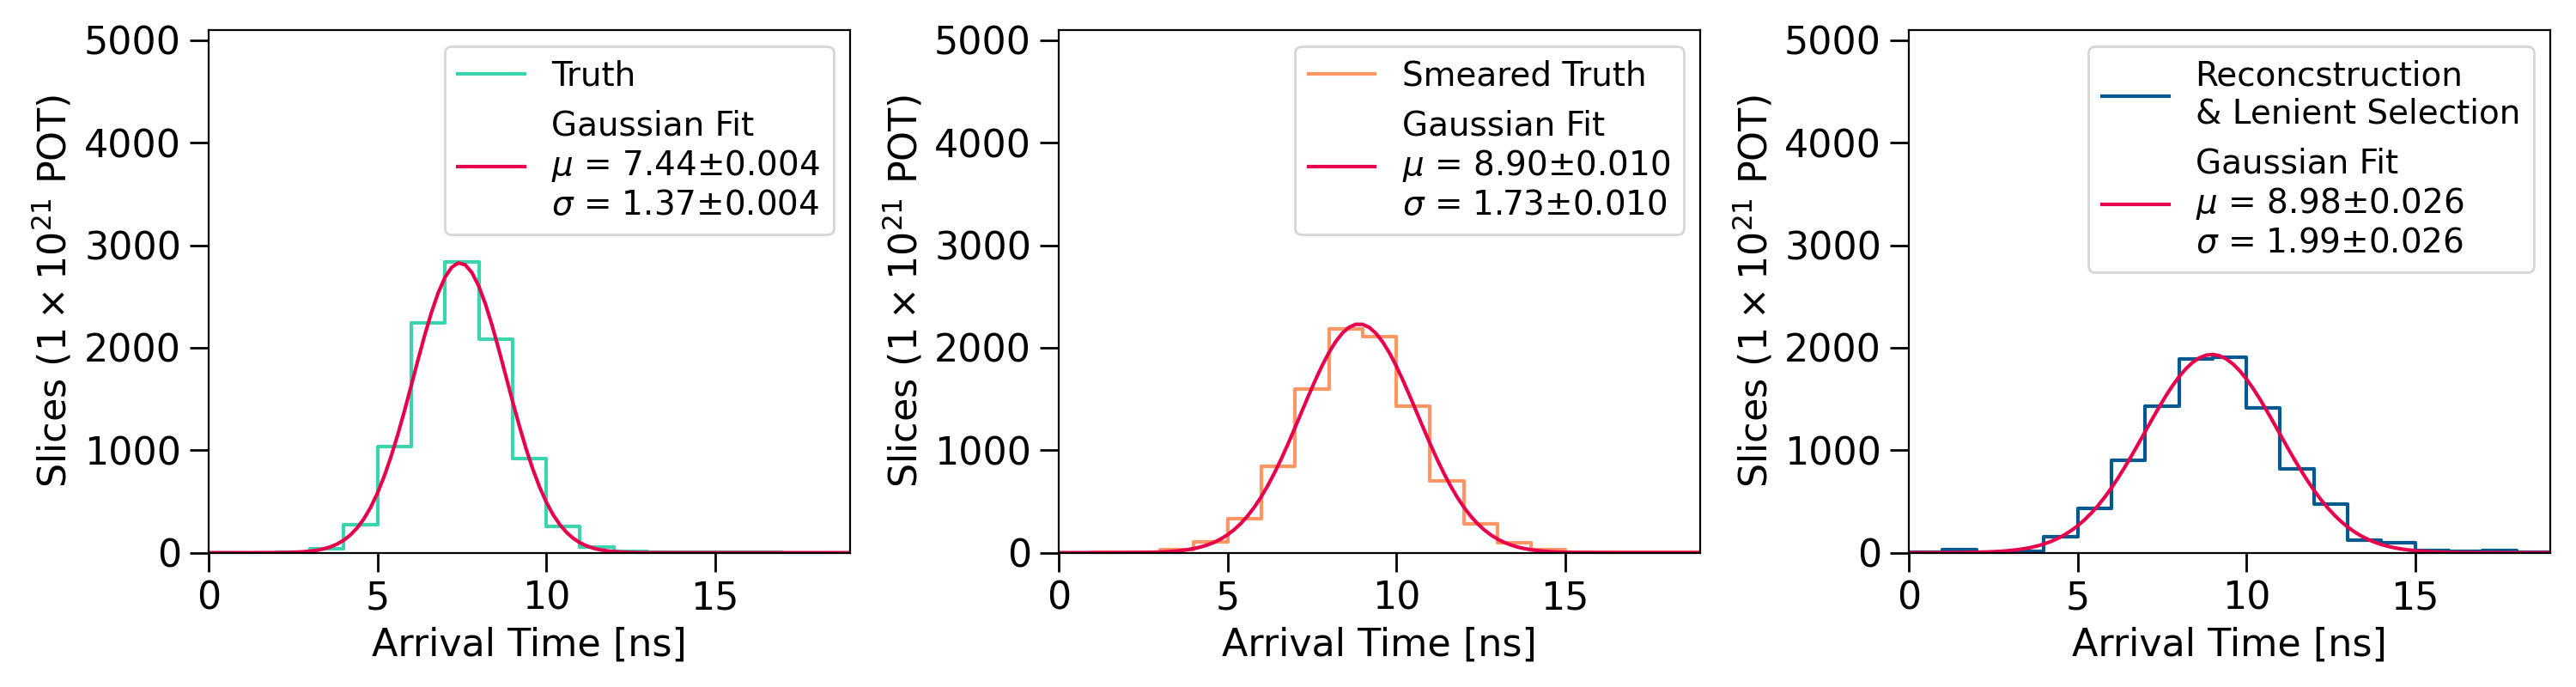 5000
4000
3000
2000
1000
0
0 5 10 15
Slices (1 × 10²¹ POT)
Arrival Time [ns]
Truth
Gaussian Fit
μ = 7.44±0.004
σ = 1.37±0.004
5000
4000
3000
2000
1000
0
0 5 10 15
Slices (1 × 10²¹ POT)
Arrival Time [ns]
Smeared Truth
Gaussian Fit
μ = 8.90±0.010
σ = 1.73±0.010
5000
4000
3000
2000
1000
0
0 5 10 15
Slices (1 × 10²¹ POT)
Arrival Time [ns]
Reconcstruction
& Lenient Selection
Gaussian Fit
μ = 8.98±0.026
σ = 1.99±0.026